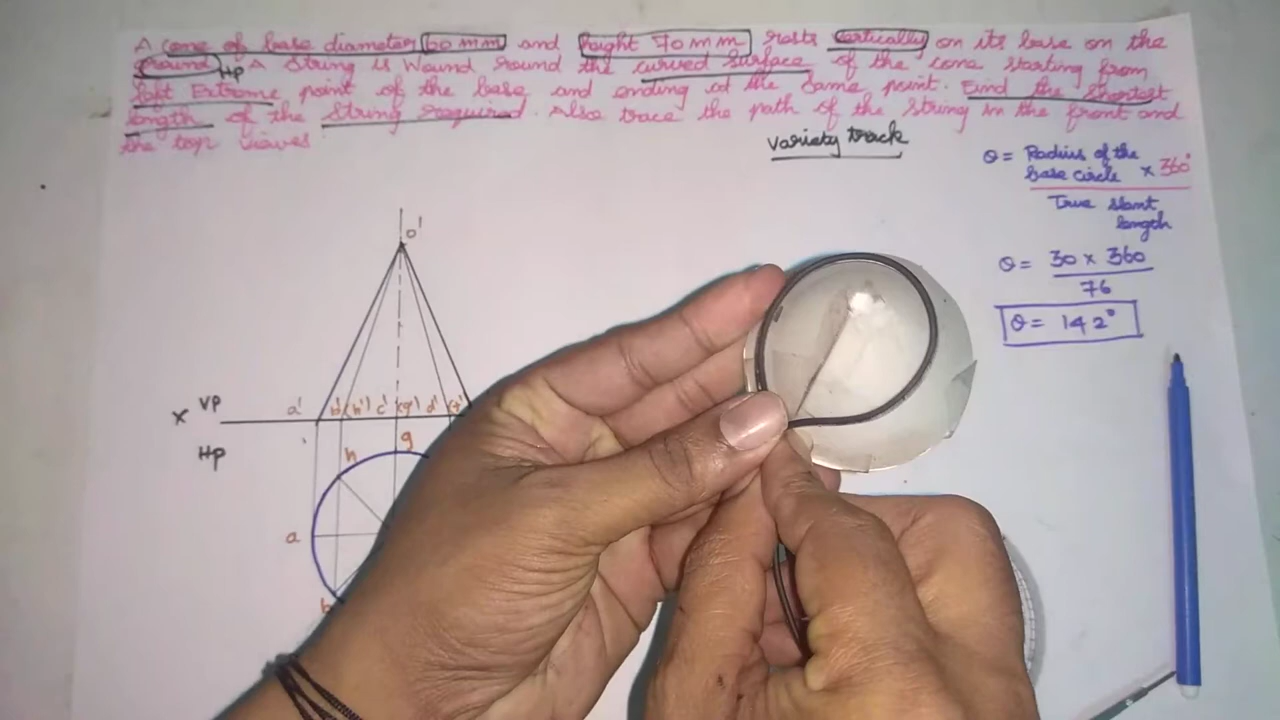 A cone of base diameter 60 mm and height 70 mm rests vertically on its base on the
ground HP A String is Wound round the curved surface of the cone starting from
left Extreme point of the base and ending at the same point. Find the shortest
length of the string required. Also trace the path of the string in the front and
the top views
variety track
θ = Radius of the
base circle × 360°
True slant
length
θ = 30 × 360
76
θ = 142°
o'
x VP a' b' (h') c' (g') d' (f')
HP
g
h
a
b